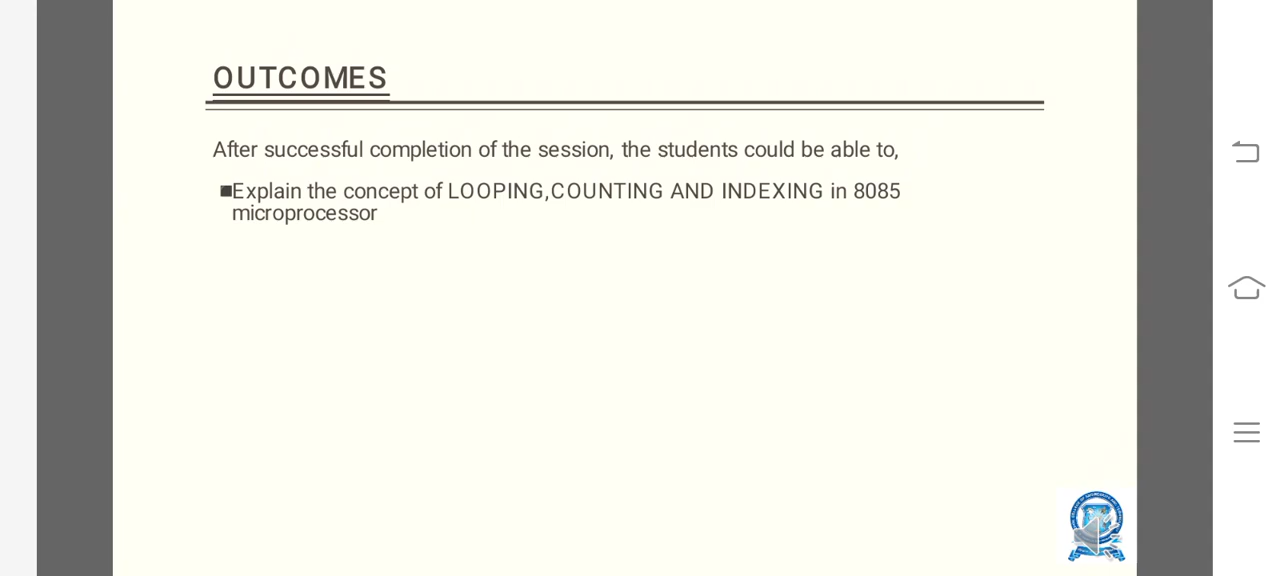 OUTCOMES
After successful completion of the session, the students could be able to,
■Explain the concept of LOOPING,COUNTING AND INDEXING in 8085
microprocessor